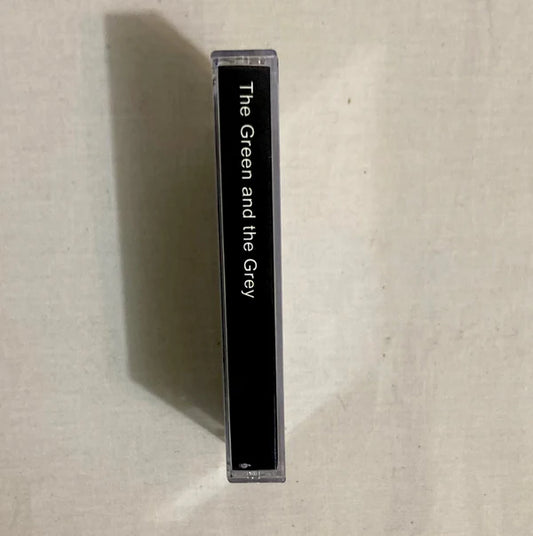 The Green and the Grey